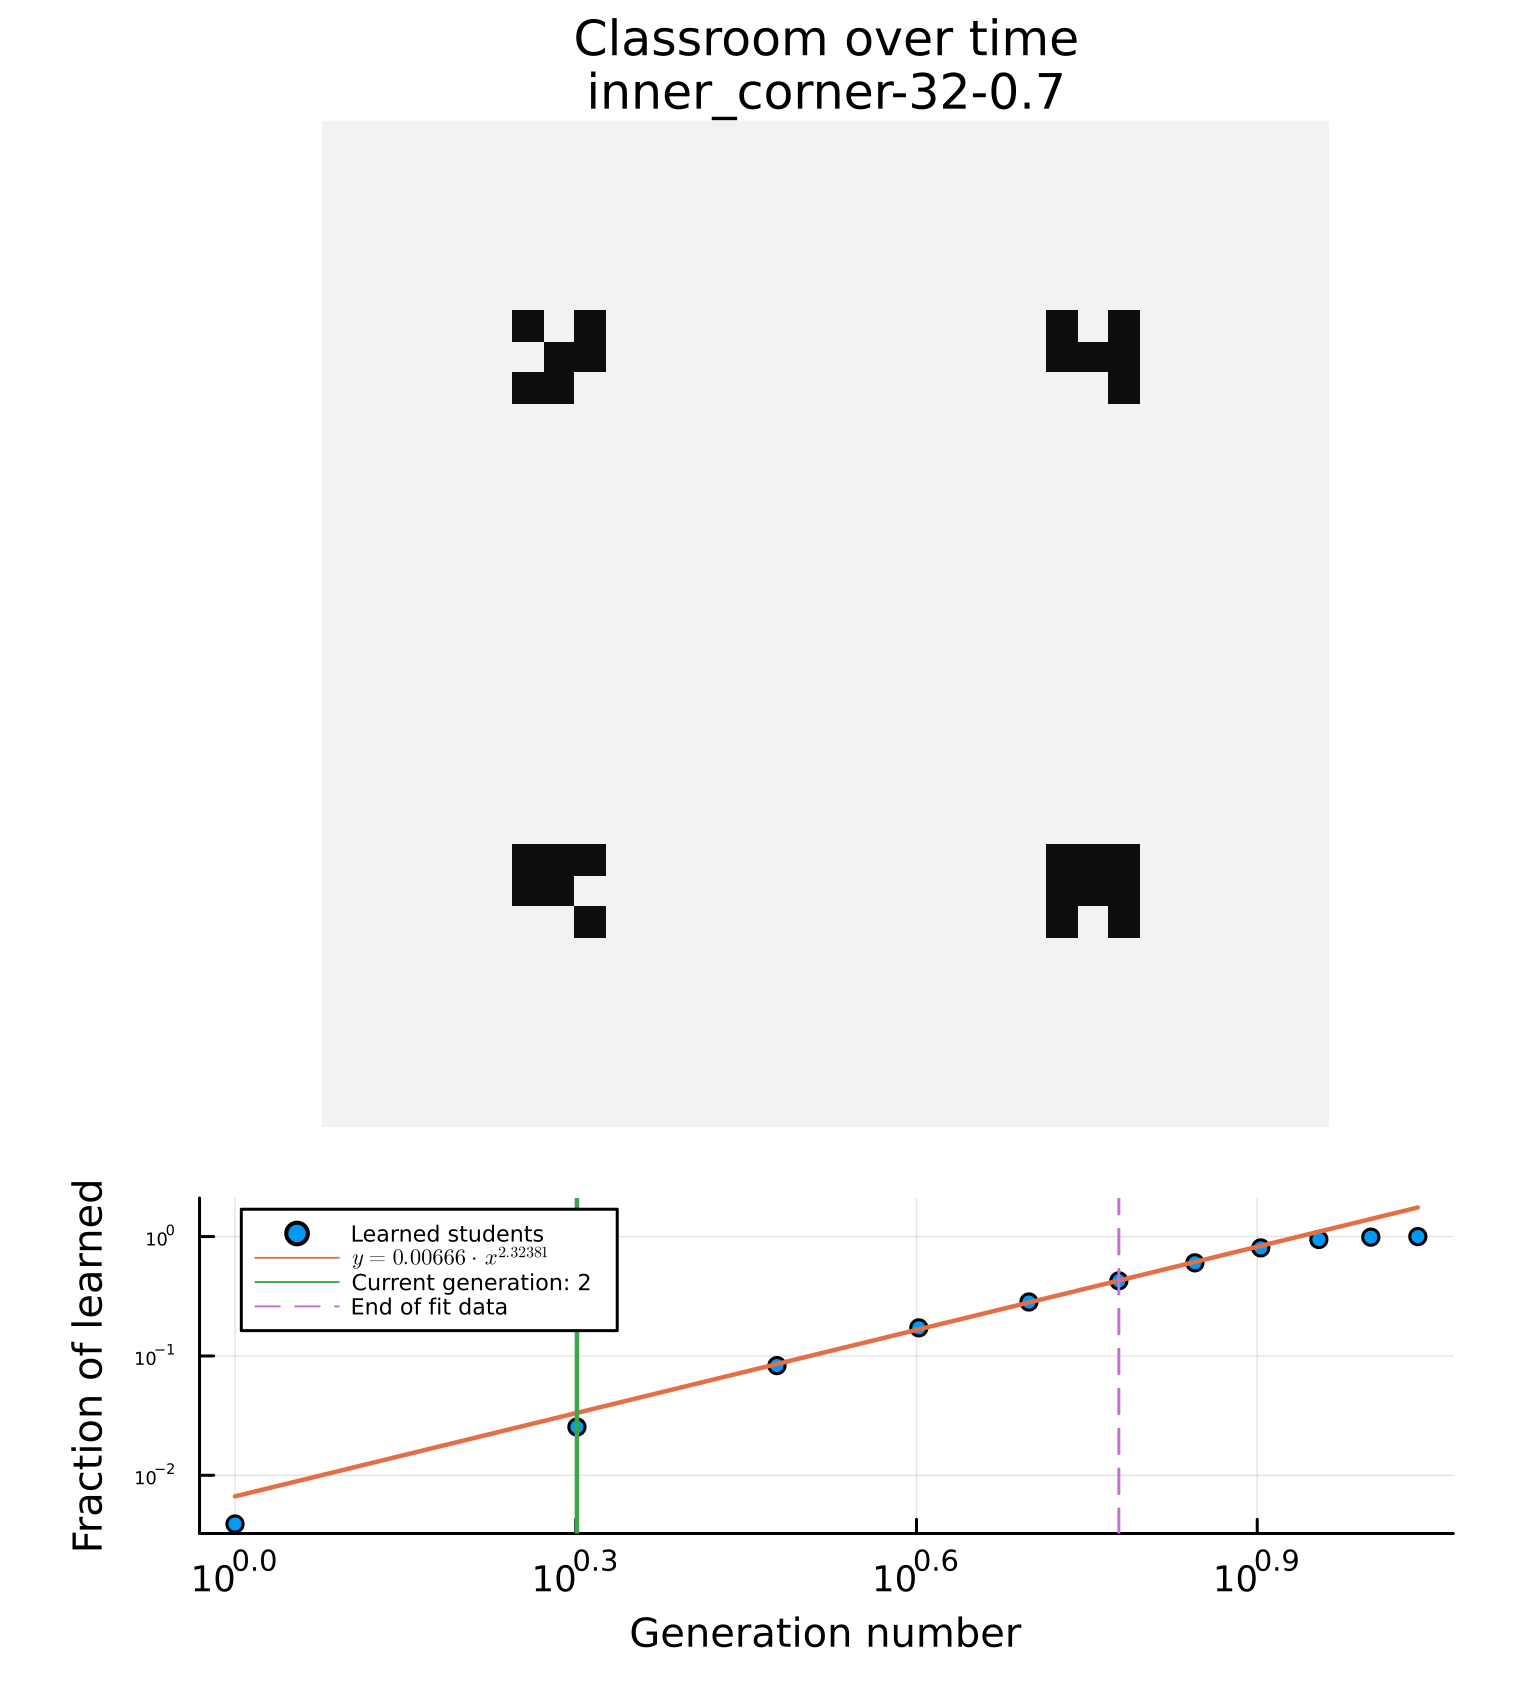 Classroom over time
inner_corner-32-0.7
Fraction of learned
10^0
10^-1
10^-2
Learned students
y = 0.00666 · x^2.32381
Current generation: 2
End of fit data
10^0.0 10^0.3 10^0.6 10^0.9
Generation number